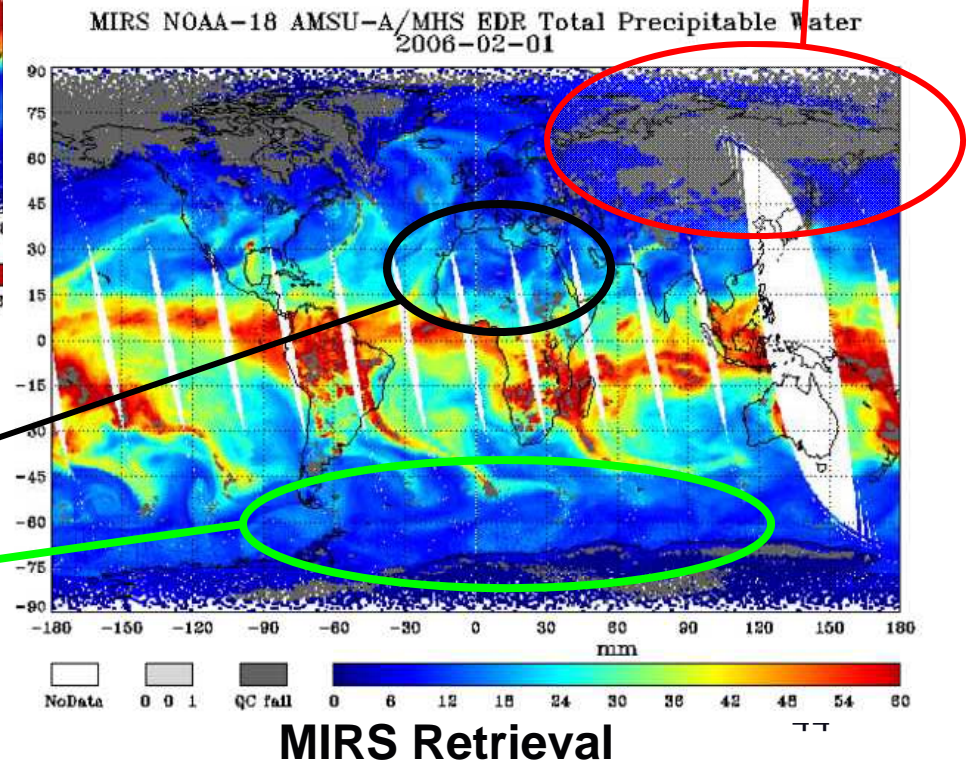 MIRS NOAA-18 AMSU-A/MHS EDR Total Precipitable Water
2006-02-01
90
75
60
45
30
15
0
-15
-30
-45
-60
-75
-90
-180 -150 -120 -90 -60 -30 0 30 60 90 120 150 180
mm
NoData 0 0 1 QC fail 0 6 12 18 24 30 36 42 48 54 60
MIRS Retrieval